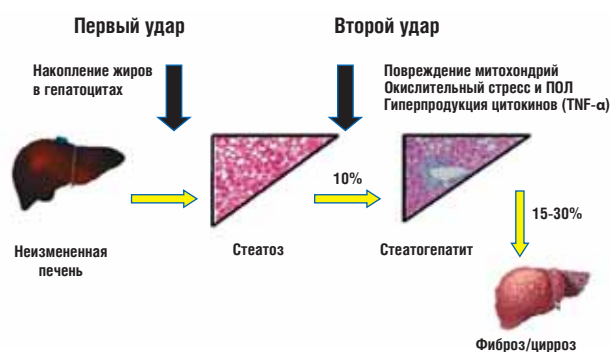 Первый удар
Второй удар
Накопление жиров
в гепатоцитах
Повреждение митохондрий
Окислительный стресс и ПОЛ
Гиперпродукция цитокинов (TNF-α)
10%
15-30%
Неизмененная
печень
Стеатоз
Стеатогепатит
Фиброз/цирроз